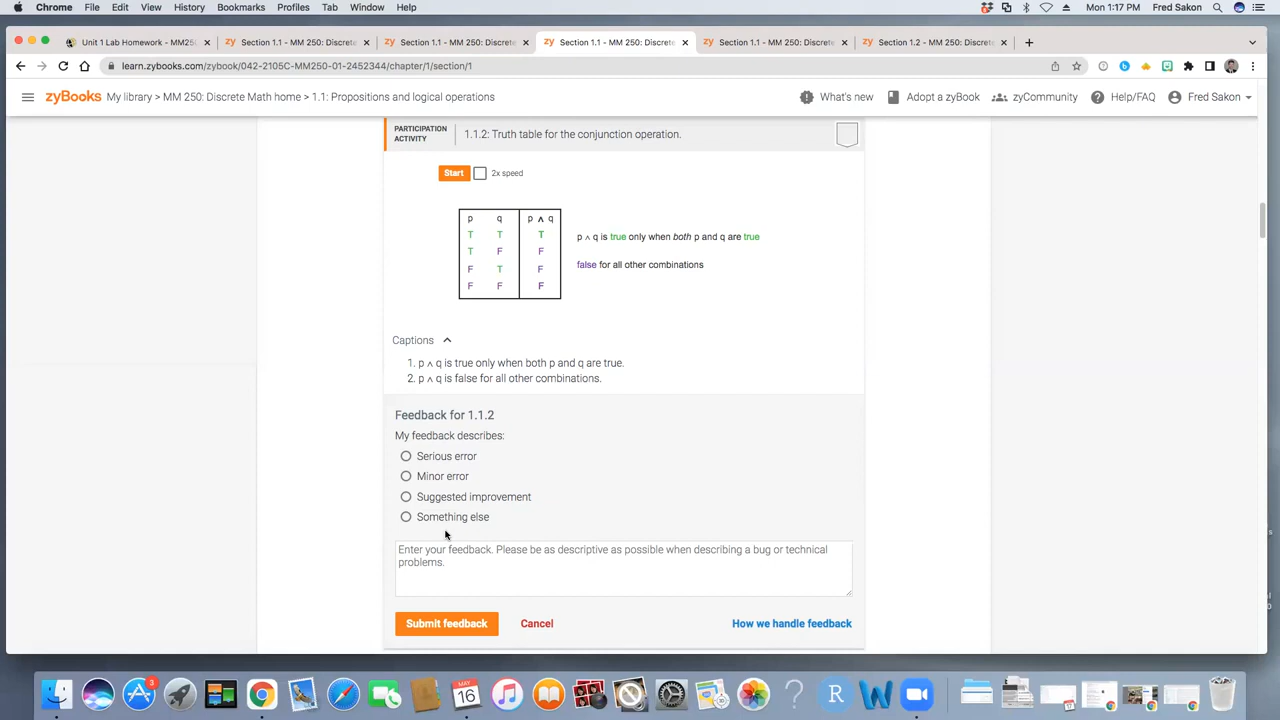 Chrome File Edit View History Bookmarks Profiles Tab Window Help Mon 1:17 PM Fred Sakon
Unit 1 Lab Homework - MM250 × Section 1.1 - MM 250: Discrete × Section 1.1 - MM 250: Discrete × Section 1.1 - MM 250: Discrete × Section 1.1 - MM 250: Discrete × Section 1.2 - MM 250: Discrete ×
learn.zybooks.com/zybook/042-2105C-MM250-01-2452344/chapter/1/section/1
zyBooks My library > MM 250: Discrete Math home > 1.1: Propositions and logical operations What's new Adopt a zyBook zyCommunity Help/FAQ Fred Sakon
PARTICIPATION
ACTIVITY
1.1.2: Truth table for the conjunction operation.
Start 2x speed
p q p ∧ q
T T T
T F F
F T F
F F F
p ∧ q is true only when both p and q are true
false for all other combinations
Captions
1. p ∧ q is true only when both p and q are true.
2. p ∧ q is false for all other combinations.
Feedback for 1.1.2
My feedback describes:
Serious error
Minor error
Suggested improvement
Something else
Enter your feedback. Please be as descriptive as possible when describing a bug or technical
problems.
Submit feedback Cancel How we handle feedback
3
MAY
16
R
W